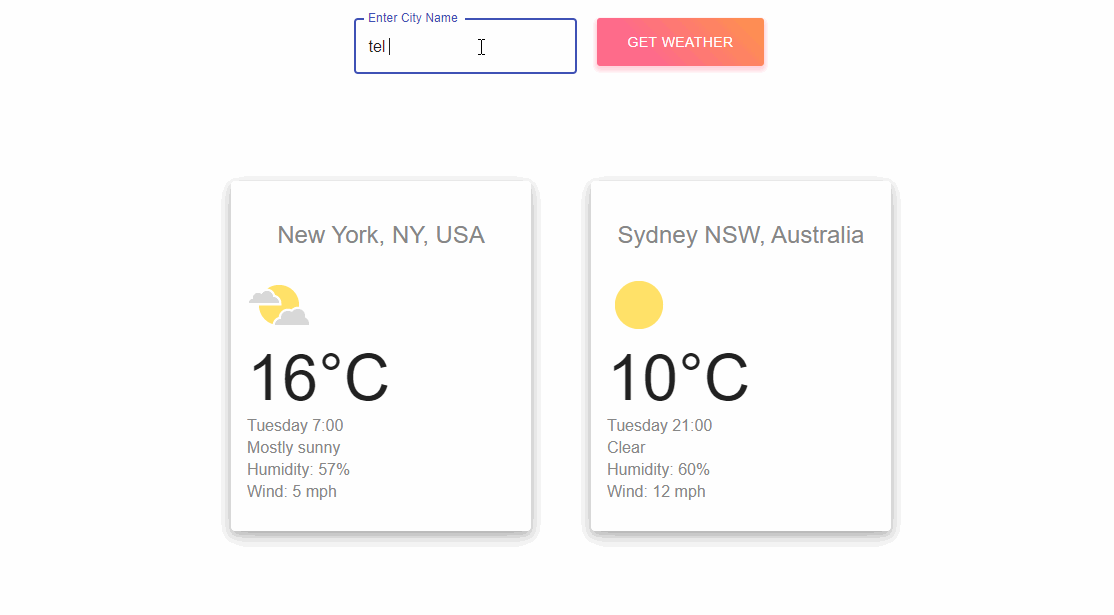 Enter City Name
tel
GET WEATHER
New York, NY, USA
16°C
Tuesday 7:00
Mostly sunny
Humidity: 57%
Wind: 5 mph
Sydney NSW, Australia
10°C
Tuesday 21:00
Clear
Humidity: 60%
Wind: 12 mph